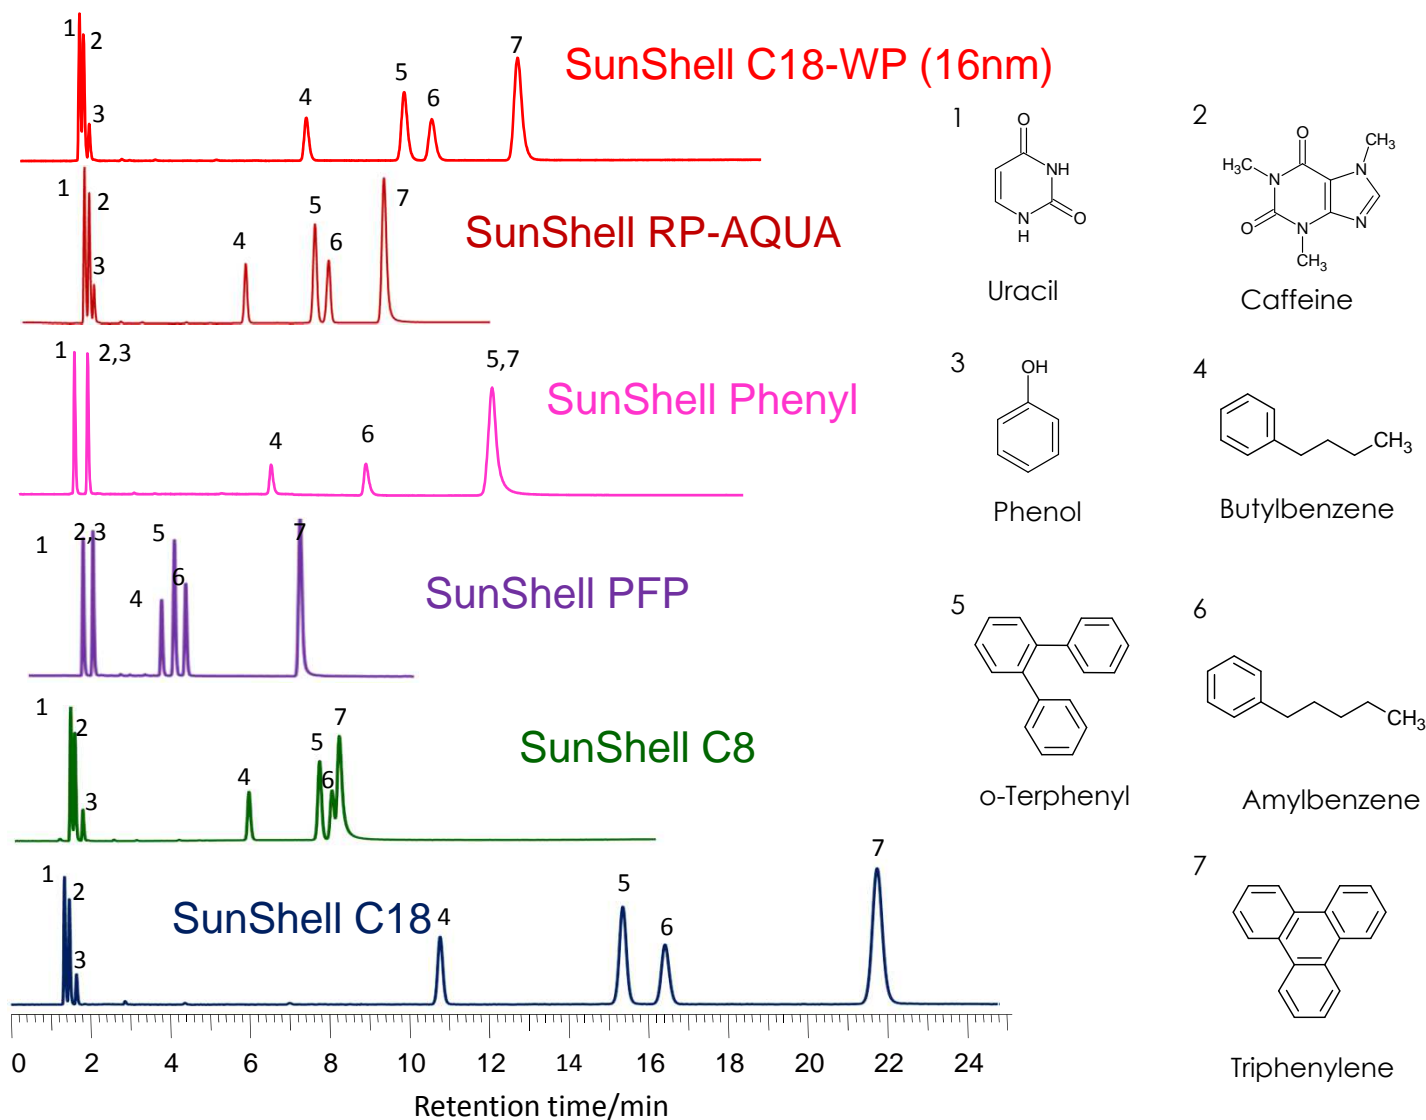 1
2
3
4
5
6
7
SunShell C18-WP (16nm)
1
2
3
4
5
6
7
SunShell RP-AQUA
1
2,3
4
6
5,7
SunShell Phenyl
1
2,3
4
5
6
7
SunShell PFP
1
2
3
4
5
6
7
SunShell C8
1
2
3
SunShell C18
4
5
6
7
0 2 4 6 8 10 12 14 16 18 20 22 24
Retention time/min
1
O
NH
N
H
O
Uracil
2
O
CH3
H3C
N
N
O
N
N
CH3
Caffeine
3
OH
Phenol
4
CH3
Butylbenzene
5
o-Terphenyl
6
CH3
Amylbenzene
7
Triphenylene